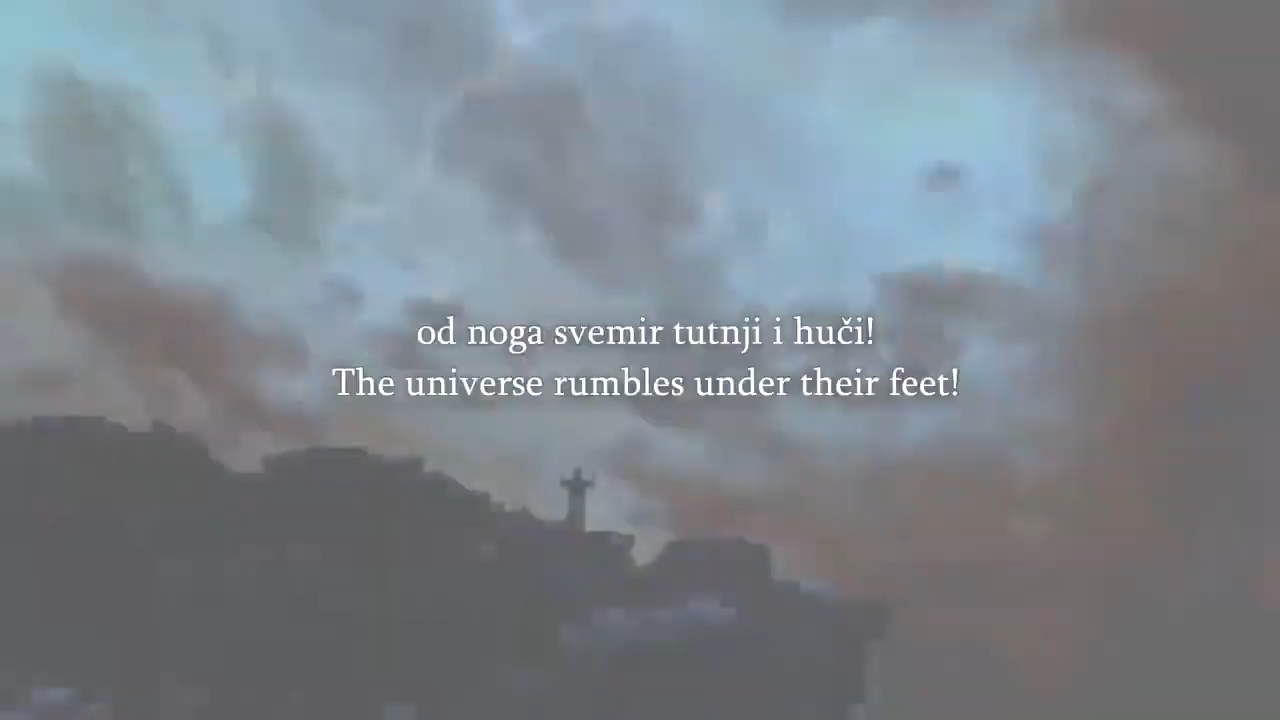 od noga svemir tutnji i huči!
The universe rumbles under their feet!